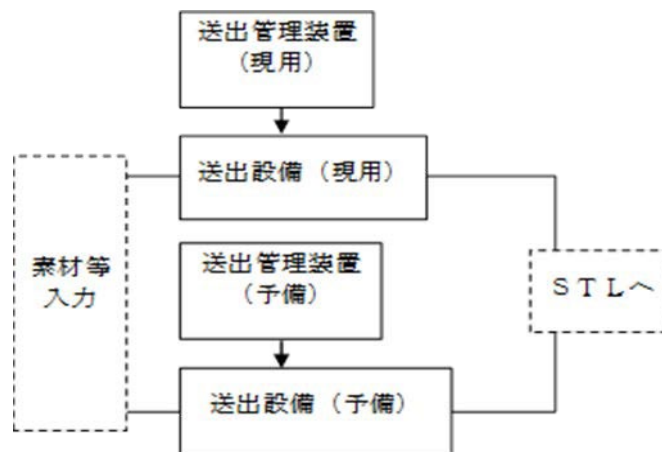 送出管理装置
（現用）
送出設備（現用）
素材等
入力
送出管理装置
（予備）
ＳＴＬへ
送出設備（予備）